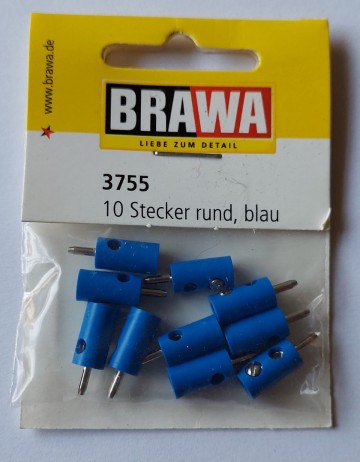 www.brawa.de
BRAWA
LIEBE ZUM DETAIL
3755
10 Stecker rund, blau